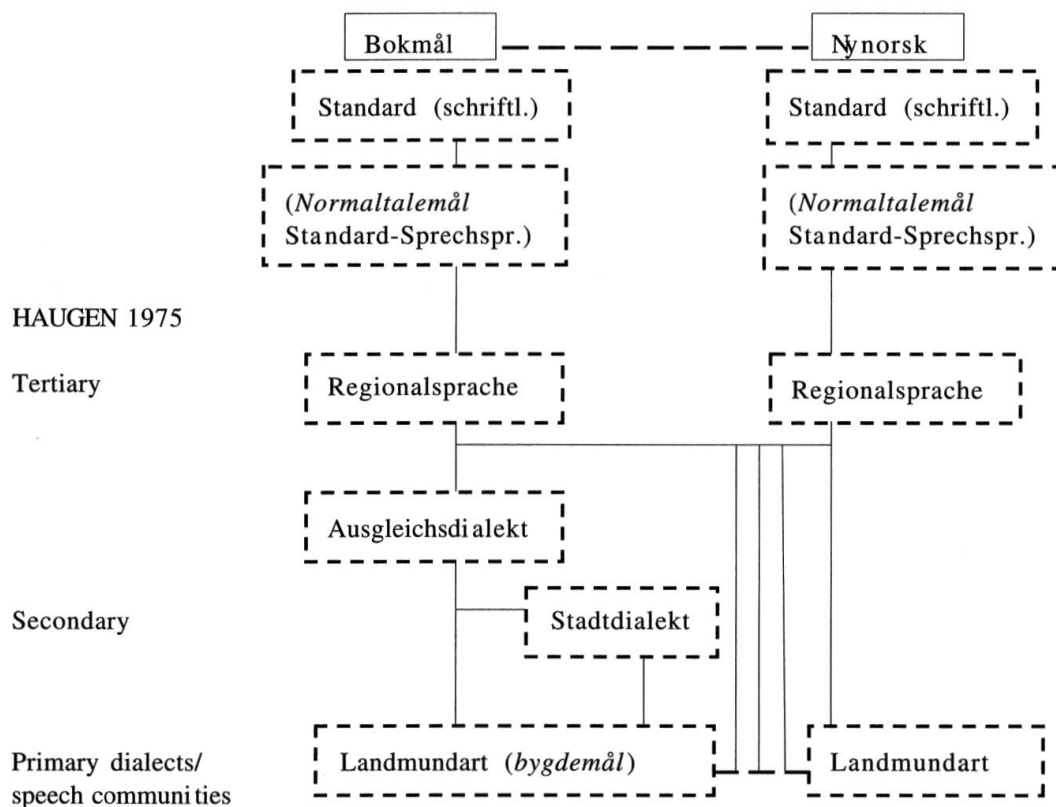 Bokmål
Nynorsk
Standard (schriftl.)
Standard (schriftl.)
(Normaltalemål
Standard-Sprechspr.)
(Normaltalemål
Standard-Sprechspr.)
HAUGEN 1975
Tertiary
Regionalsprache
Regionalsprache
Ausgleichsdialekt
Secondary
Stadtdialekt
Primary dialects/
speech communities
Landmundart (bygdemål)
Landmundart